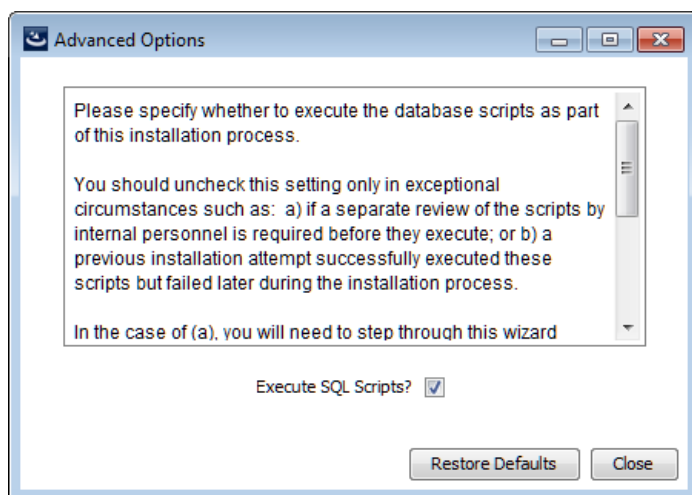 Advanced Options
Please specify whether to execute the database scripts as part
of this installation process.
You should uncheck this setting only in exceptional
circumstances such as:  a) if a separate review of the scripts by
internal personnel is required before they execute; or b) a
previous installation attempt successfully executed these
scripts but failed later during the installation process.
In the case of (a), you will need to step through this wizard
Execute SQL Scripts?
Restore Defaults
Close